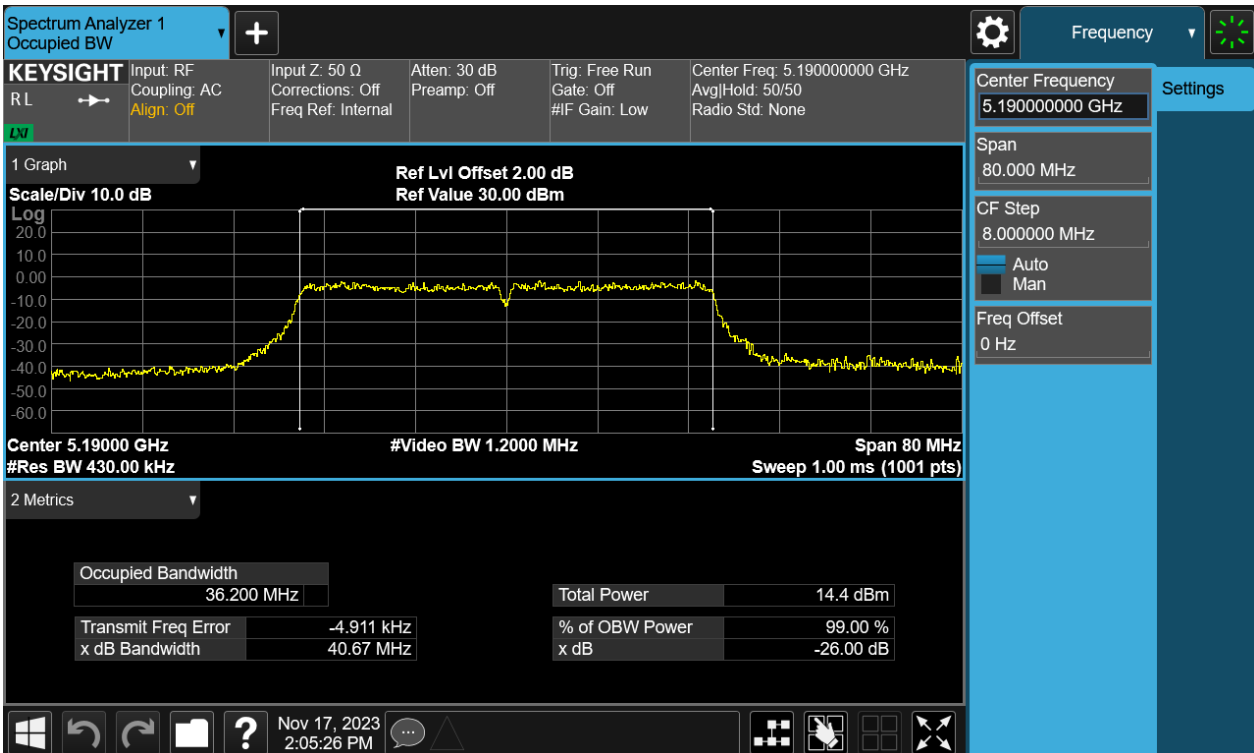 Spectrum Analyzer 1
Occupied BW
+
Frequency
KEYSIGHT
R L
LXI
Input: RF
Coupling: AC
Align: Off
Input Z: 50 Ω
Corrections: Off
Freq Ref: Internal
Atten: 30 dB
Preamp: Off
Trig: Free Run
Gate: Off
#IF Gain: Low
Center Freq: 5.190000000 GHz
Avg|Hold: 50/50
Radio Std: None
Center Frequency
5.190000000 GHz
Settings
Span
80.000 MHz
CF Step
8.000000 MHz
Auto
Man
Freq Offset
0 Hz
1 Graph
Ref Lvl Offset 2.00 dB
Scale/Div 10.0 dB
Ref Value 30.00 dBm
Log
20.0
10.0
0.00
-10.0
-20.0
-30.0
-40.0
-50.0
-60.0
Center 5.19000 GHz
#Video BW 1.2000 MHz
Span 80 MHz
#Res BW 430.00 kHz
Sweep 1.00 ms (1001 pts)
2 Metrics
Occupied Bandwidth
36.200 MHz
Total Power 14.4 dBm
Transmit Freq Error -4.911 kHz
% of OBW Power 99.00 %
x dB Bandwidth 40.67 MHz
x dB -26.00 dB
?
Nov 17, 2023
2:05:26 PM